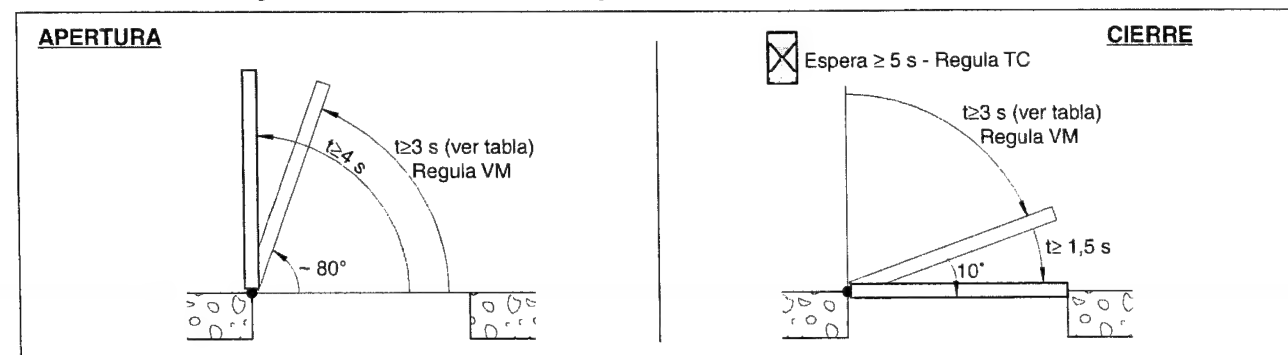 APERTURA
t≥4 s
t≥3 s (ver tabla)
Regula VM
~ 80°
CIERRE
Espera ≥ 5 s - Regula TC
t≥3 s (ver tabla)
Regula VM
t≥ 1,5 s
10°